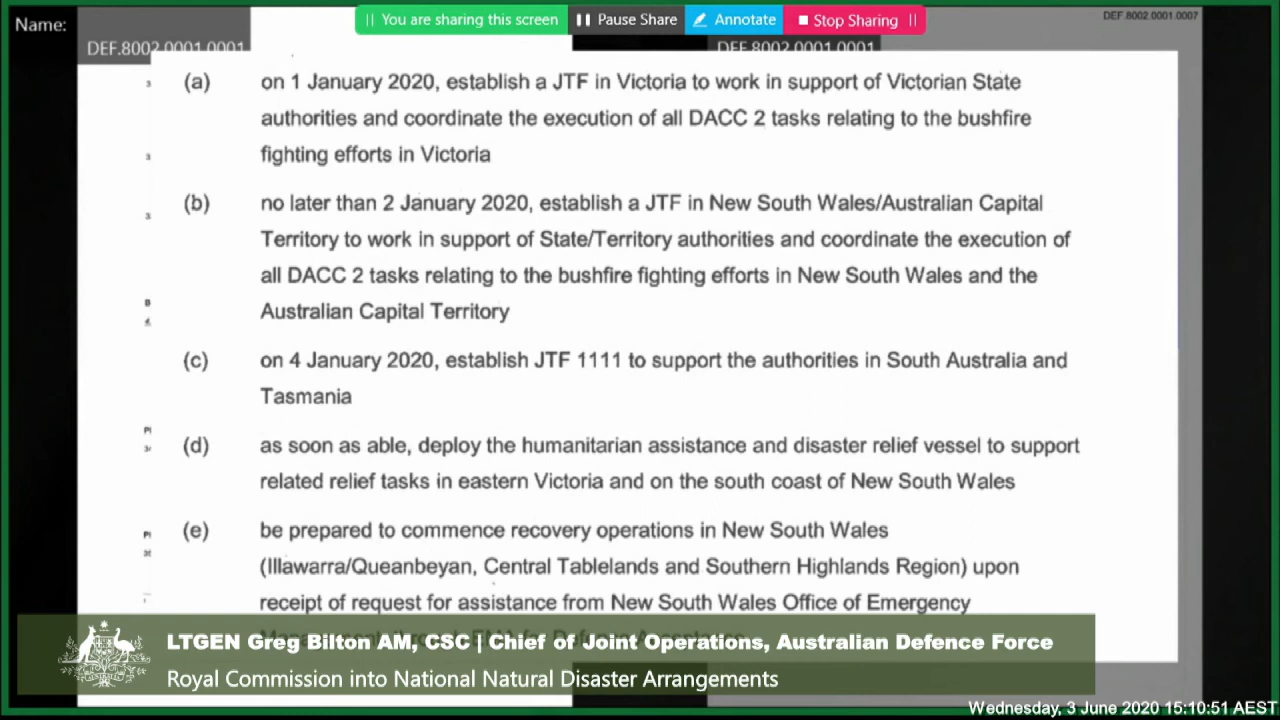 Name:
You are sharing this screen
Pause Share
Annotate
Stop Sharing
DEF.8002.0001.0007
DEF.8002.0001.0001
DEF.8002.0001.0001
(a) on 1 January 2020, establish a JTF in Victoria to work in support of Victorian State
authorities and coordinate the execution of all DACC 2 tasks relating to the bushfire
fighting efforts in Victoria
(b) no later than 2 January 2020, establish a JTF in New South Wales/Australian Capital
Territory to work in support of State/Territory authorities and coordinate the execution of
all DACC 2 tasks relating to the bushfire fighting efforts in New South Wales and the
Australian Capital Territory
(c) on 4 January 2020, establish JTF 1111 to support the authorities in South Australia and
Tasmania
(d) as soon as able, deploy the humanitarian assistance and disaster relief vessel to support
related relief tasks in eastern Victoria and on the south coast of New South Wales
(e) be prepared to commence recovery operations in New South Wales
(Illawarra/Queanbeyan, Central Tablelands and Southern Highlands Region) upon
receipt of request for assistance from New South Wales Office of Emergency
LTGEN Greg Bilton AM, CSC | Chief of Joint Operations, Australian Defence Force
Royal Commission into National Natural Disaster Arrangements
Wednesday, 3 June 2020 15:10:51 AEST